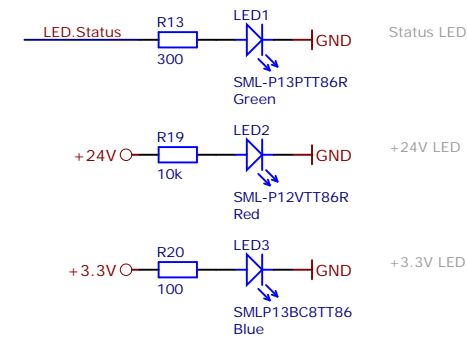 LED1
R13
LED.Status
GND
Status LED
300
SML-P13PTT86R
Green
LED2
R19
+24V
GND
+24V LED
10k
SML-P12VTT86R
Red
LED3
R20
+3.3V
GND
+3.3V LED
100
SMLP13BC8TT86
Blue